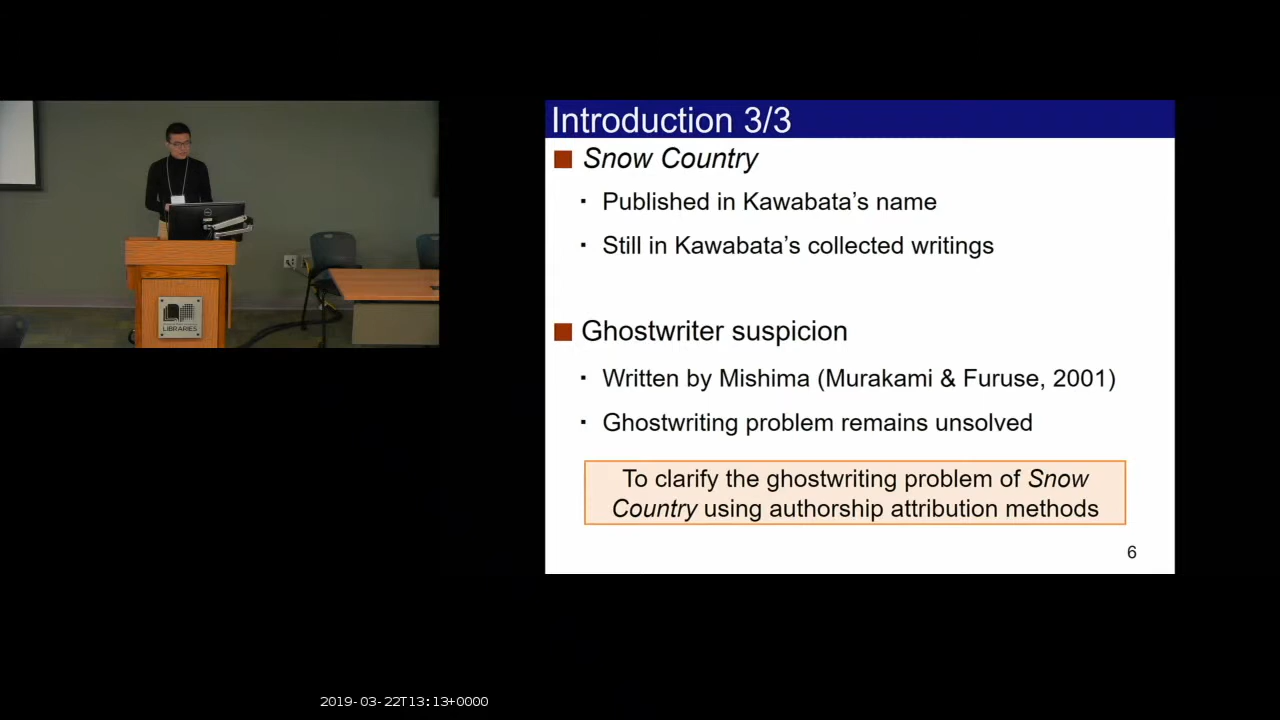 LIBRARIES
Introduction 3/3
Snow Country
Published in Kawabata's name
Still in Kawabata's collected writings
Ghostwriter suspicion
Written by Mishima (Murakami & Furuse, 2001)
Ghostwriting problem remains unsolved
To clarify the ghostwriting problem of Snow
Country using authorship attribution methods
6
2019-03-22T13:13+0000